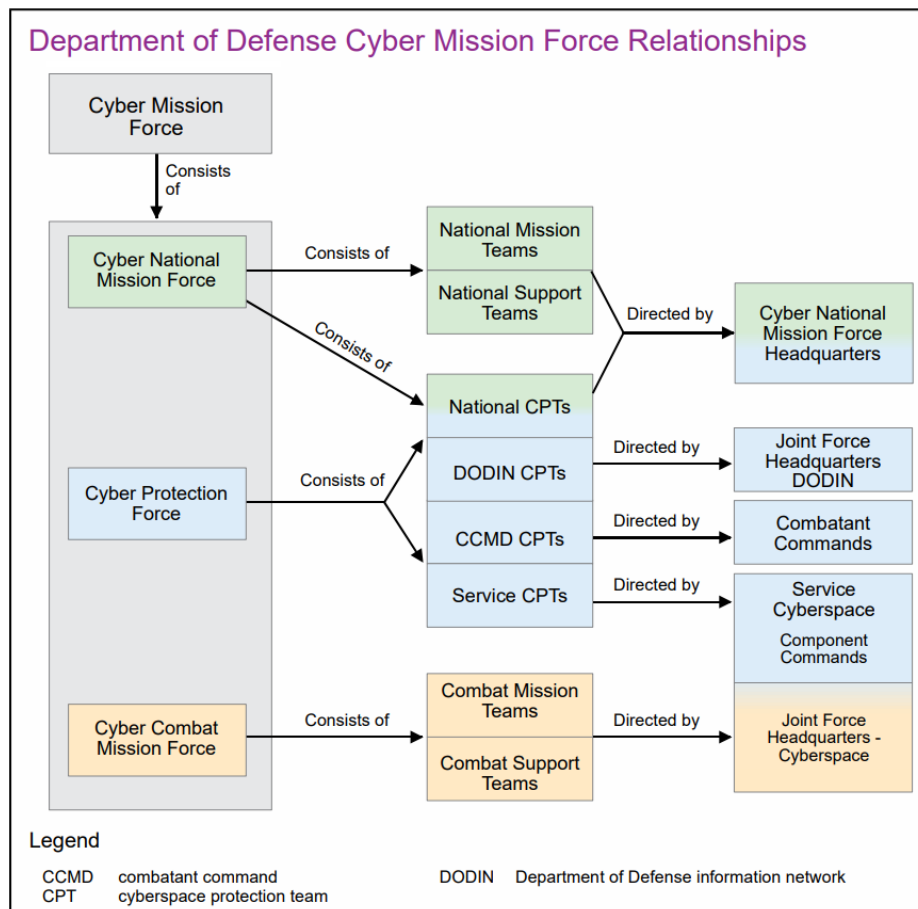 Department of Defense Cyber Mission Force Relationships
Cyber Mission
Force
Consists
of
Cyber National
Mission Force
Consists of
National Mission
Teams
National Support
Teams
Directed by
Cyber National
Mission Force
Headquarters
Consists of
National CPTs
Cyber Protection
Force
Consists of
DODIN CPTs
Directed by
Joint Force
Headquarters
DODIN
CCMD CPTs
Directed by
Combatant
Commands
Service CPTs
Directed by
Service
Cyberspace
Component
Commands
Cyber Combat
Mission Force
Consists of
Combat Mission
Teams
Combat Support
Teams
Directed by
Joint Force
Headquarters -
Cyberspace
Legend
CCMD combatant command
CPT cyberspace protection team
DODIN Department of Defense information network